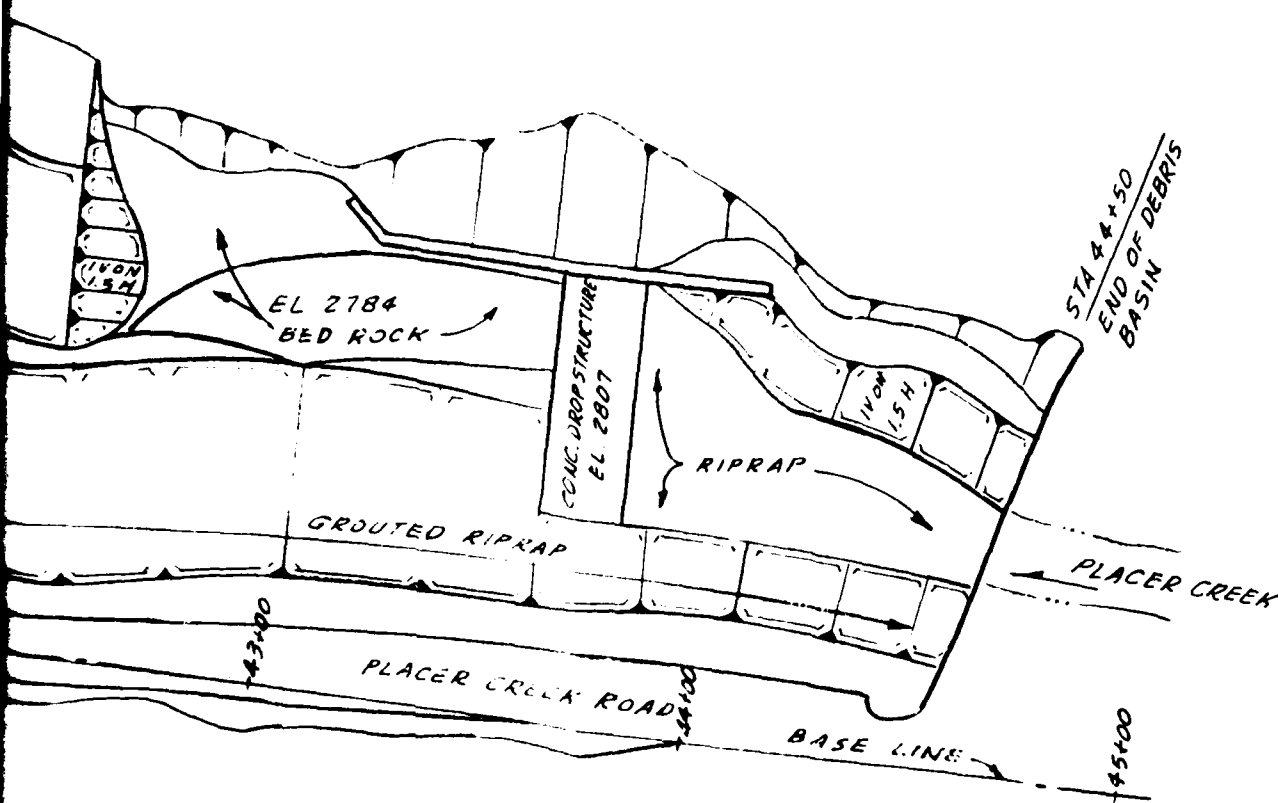 STA 44+50
END OF DEBRIS
BASIN
1V ON
1.5 H
EL 2784
BED ROCK
CONC. DROP STRUCTURE
EL. 2807
1V ON
1.5 H
RIPRAP
GROUTED RIPRAP
PLACER CREEK
43+00
PLACER CREEK ROAD
44+00
BASE LINE
45+00